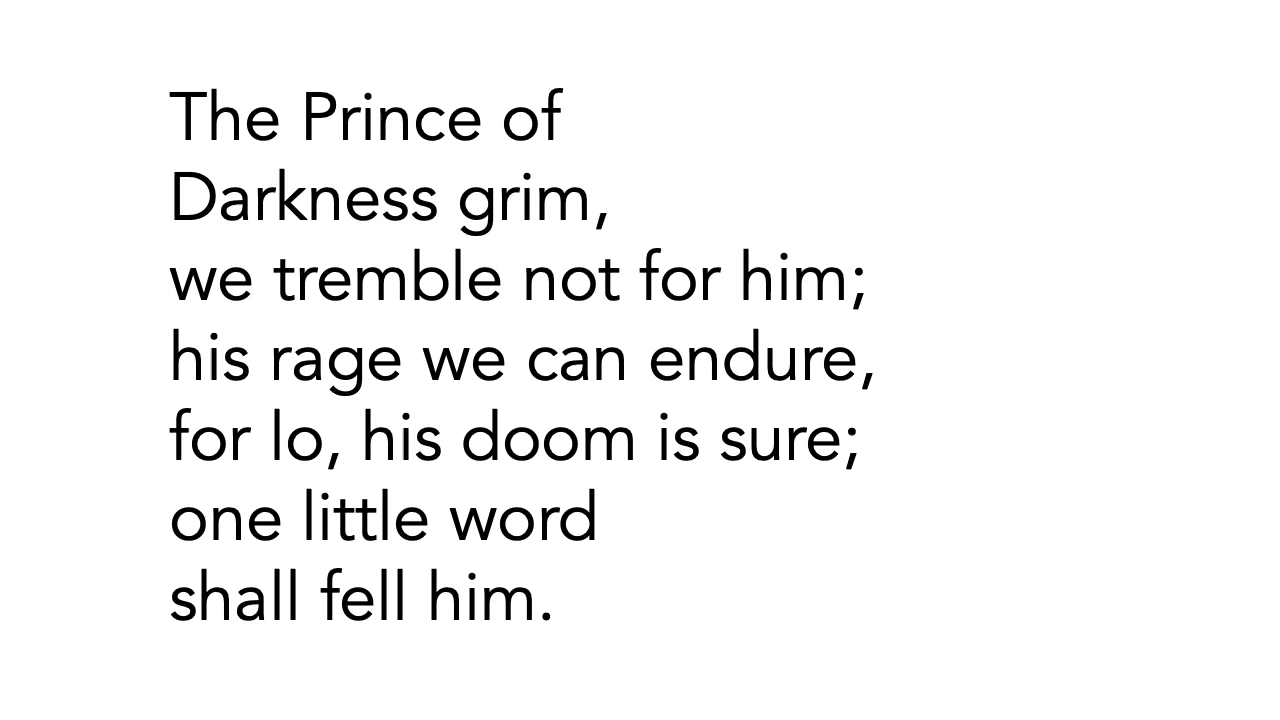 The Prince of
Darkness grim,
we tremble not for him;
his rage we can endure,
for lo, his doom is sure;
one little word
shall fell him.